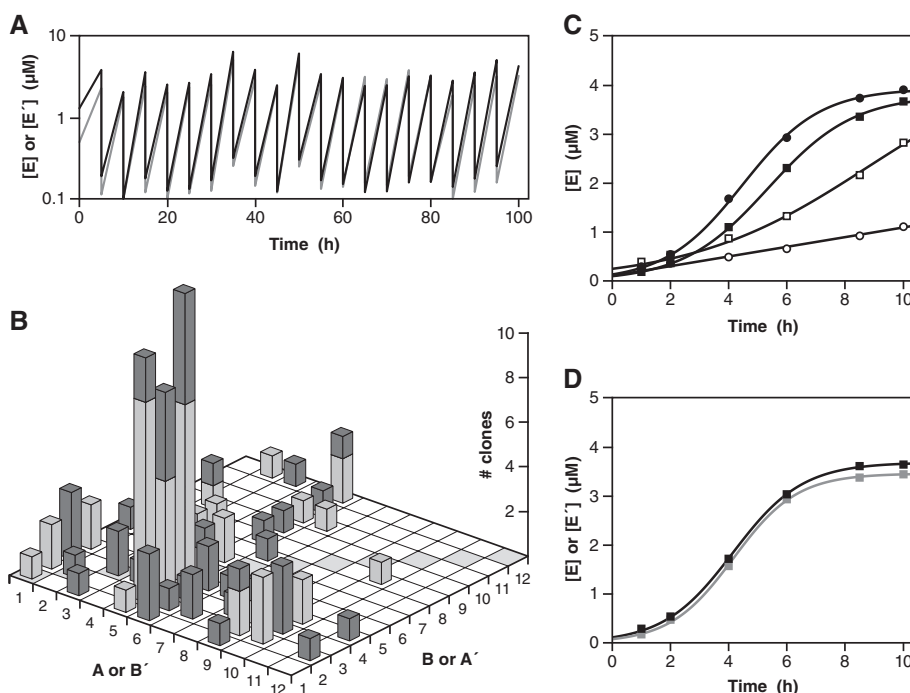 A
10
1
0.1
[E] or [E´] (µM)
0 20 40 60 80 100
Time (h)
B
10
8
6
4
2
# clones
1 2 3 4 5 6 7 8 9 10 11 12
A or B´
1 2 3 4 5 6 7 8 9 10 11 12
B or A´
C
5
4
3
2
1
0
[E] (µM)
0 2 4 6 8 10
Time (h)
D
5
4
3
2
1
0
[E] or [E´] (µM)
0 2 4 6 8 10
Time (h)